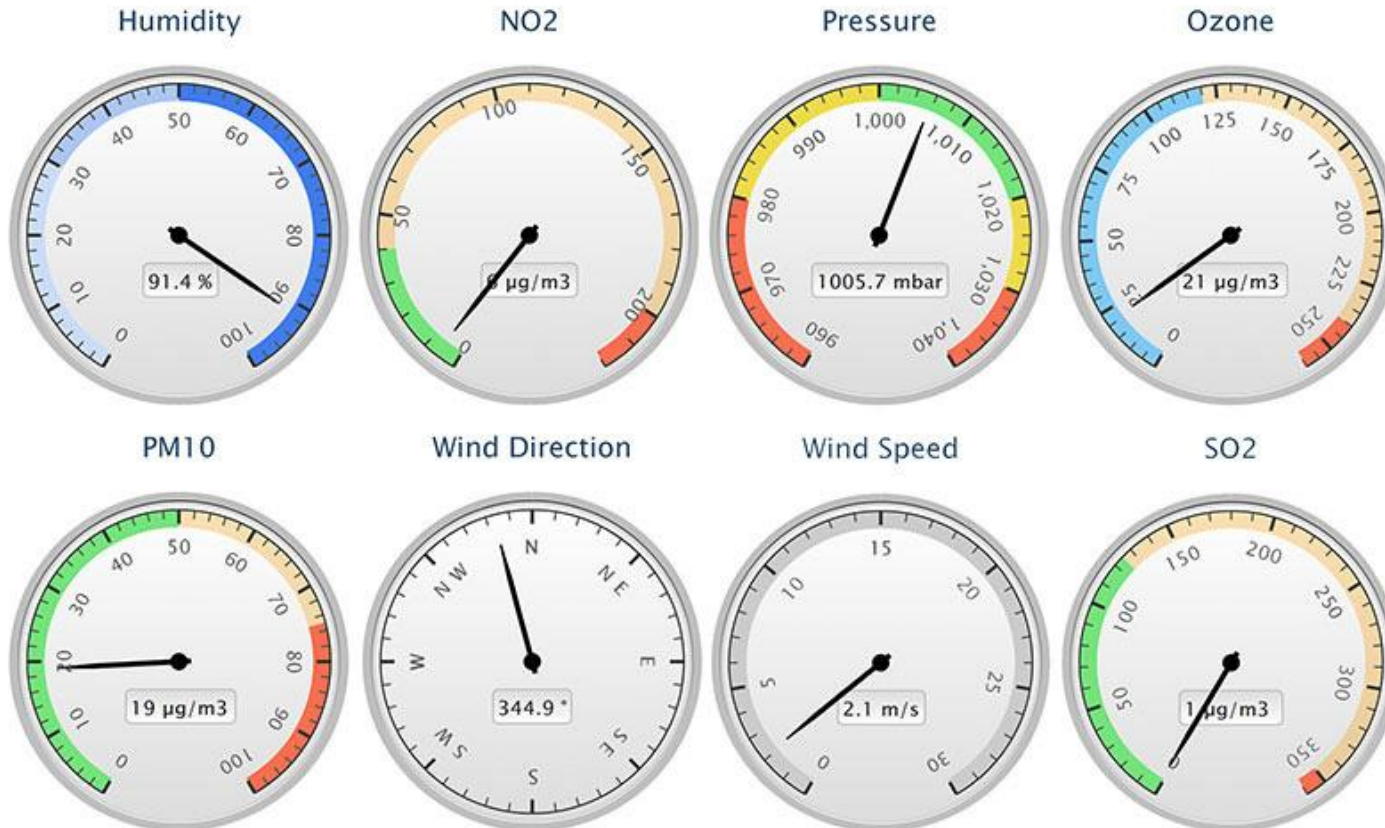 Humidity
0
10
20
30
40
50
60
70
80
90
100
91.4 %
NO2
0
50
100
150
200
6 µg/m3
Pressure
960
970
980
990
1,000
1,010
1,020
1,030
1,040
1005.7 mbar
Ozone
0
25
50
75
100
125
150
175
200
225
250
21 µg/m3
PM10
0
10
20
30
40
50
60
70
80
90
100
19 µg/m3
Wind Direction
N
NE
E
SE
S
SW
W
NW
344.9 °
Wind Speed
0
5
10
15
20
25
30
2.1 m/s
SO2
0
50
100
150
200
250
300
350
1 µg/m3